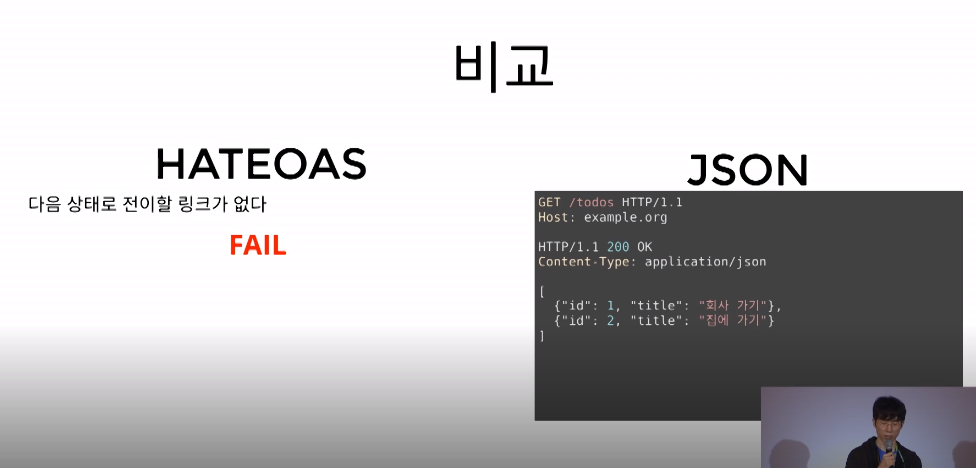 비교
HATEOAS
다음 상태로 전이할 링크가 없다
FAIL
JSON
GET /todos HTTP/1.1
Host: example.org
HTTP/1.1 200 OK
Content-Type: application/json
[
{"id": 1, "title": "회사 가기"},
{"id": 2, "title": "집에 가기"}
]